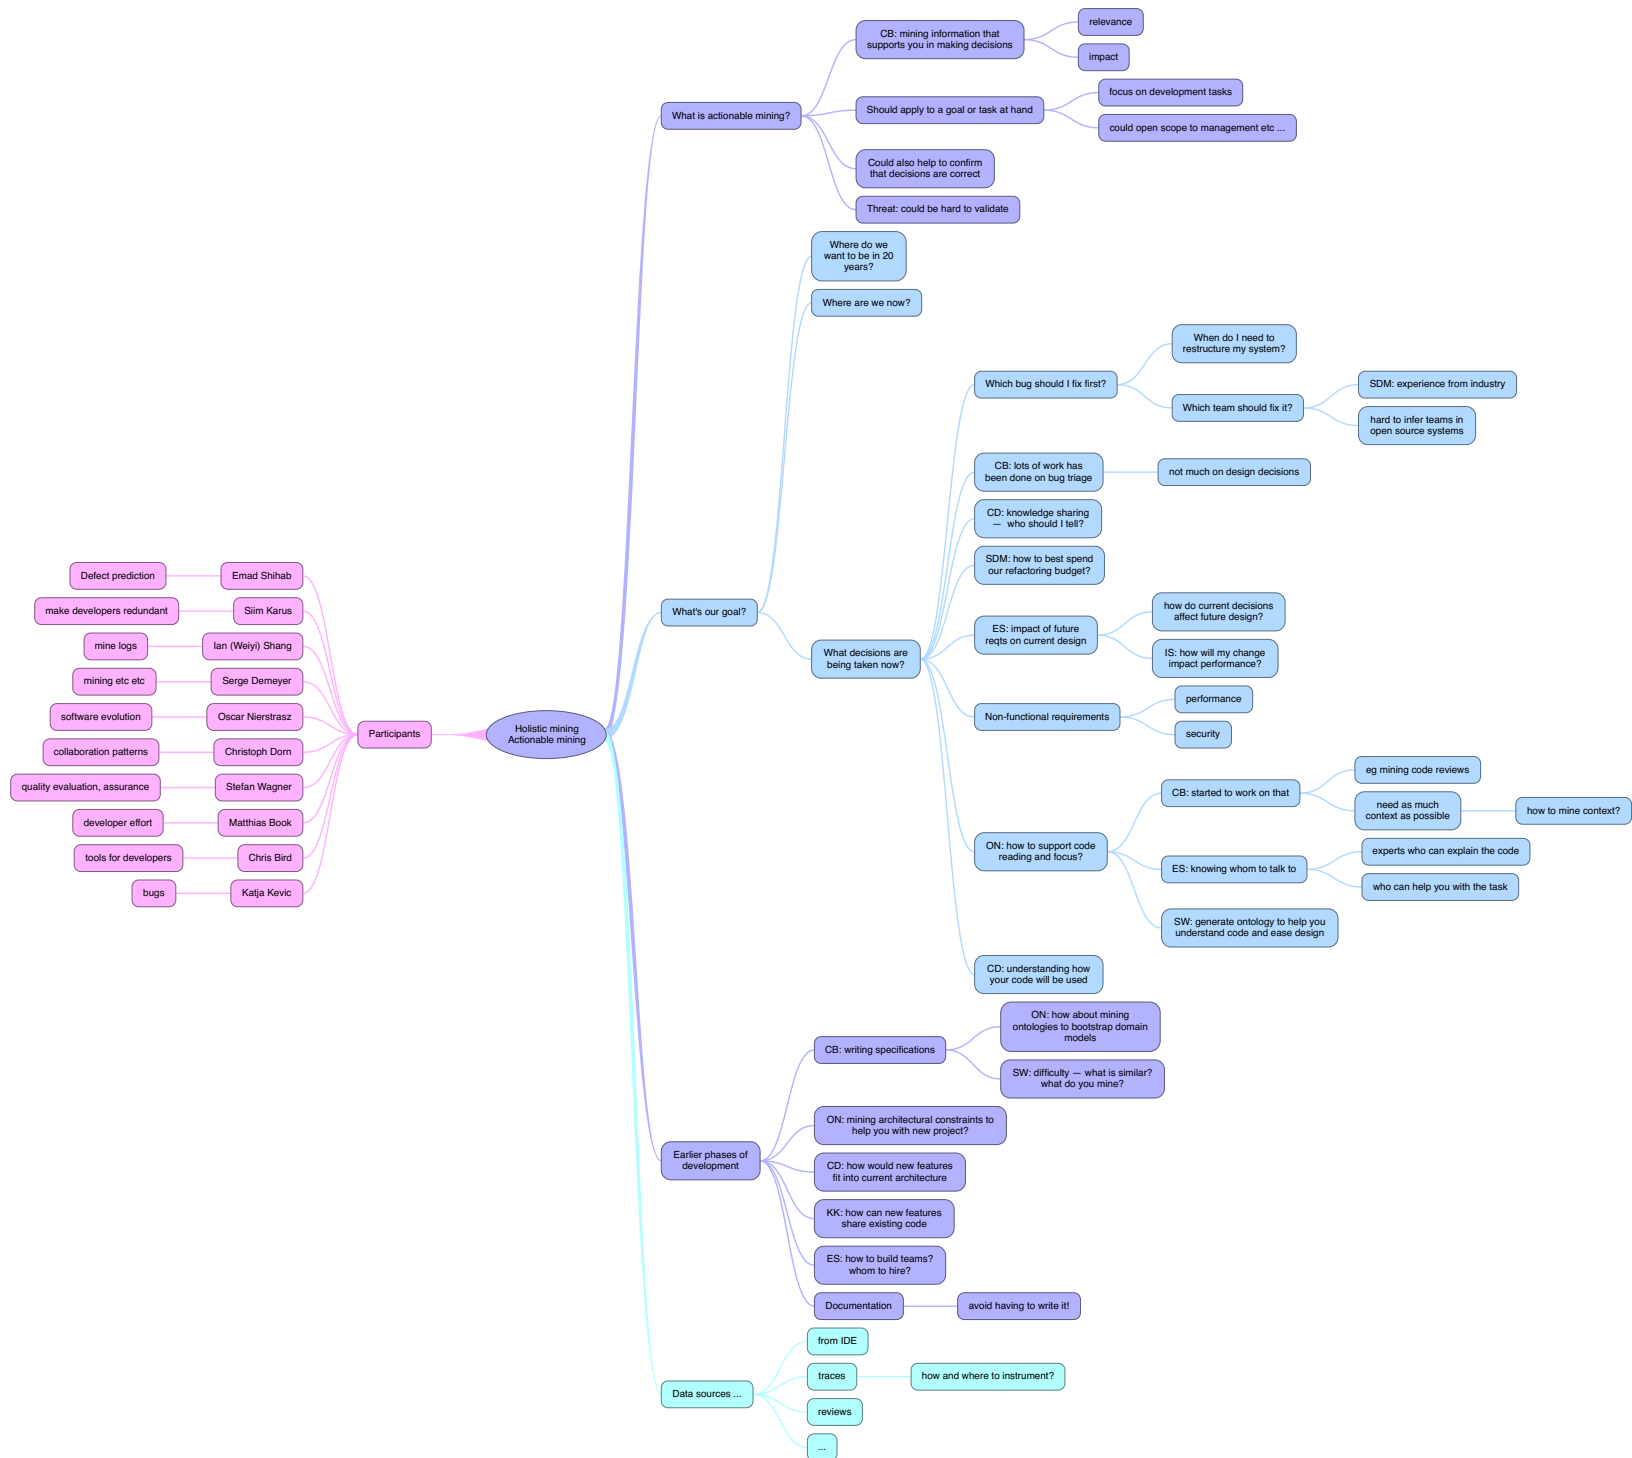 Holistic mining
Actionable mining
What is actionable mining?
CB: mining information that
supports you in making decisions
relevance
impact
Should apply to a goal or task at hand
focus on development tasks
could open scope to management etc ...
Could also help to confirm
that decisions are correct
Threat: could be hard to validate
What's our goal?
Where do we
want to be in 20
years?
Where are we now?
What decisions are
being taken now?
Which bug should I fix first?
When do I need to
restructure my system?
Which team should fix it?
SDM: experience from industry
hard to infer teams in
open source systems
CB: lots of work has
been done on bug triage
not much on design decisions
CD: knowledge sharing
— who should I tell?
SDM: how to best spend
our refactoring budget?
ES: impact of future
reqts on current design
how do current decisions
affect future design?
IS: how will my change
impact performance?
Non-functional requirements
performance
security
ON: how to support code
reading and focus?
CB: started to work on that
eg mining code reviews
need as much
context as possible
how to mine context?
ES: knowing whom to talk to
experts who can explain the code
who can help you with the task
SW: generate ontology to help you
understand code and ease design
CD: understanding how
your code will be used
Earlier phases of
development
CB: writing specifications
ON: how about mining
ontologies to bootstrap domain
models
SW: difficulty — what is similar?
what do you mine?
ON: mining architectural constraints to
help you with new project?
CD: how would new features
fit into current architecture
KK: how can new features
share existing code
ES: how to build teams?
whom to hire?
Documentation
avoid having to write it!
Data sources ...
from IDE
traces
how and where to instrument?
reviews
...
Participants
Emad Shihab
Defect prediction
Siim Karus
make developers redundant
Ian (Weiyi) Shang
mine logs
Serge Demeyer
mining etc etc
Oscar Nierstrasz
software evolution
Christoph Dorn
collaboration patterns
Stefan Wagner
quality evaluation, assurance
Matthias Book
developer effort
Chris Bird
tools for developers
Katja Kevic
bugs